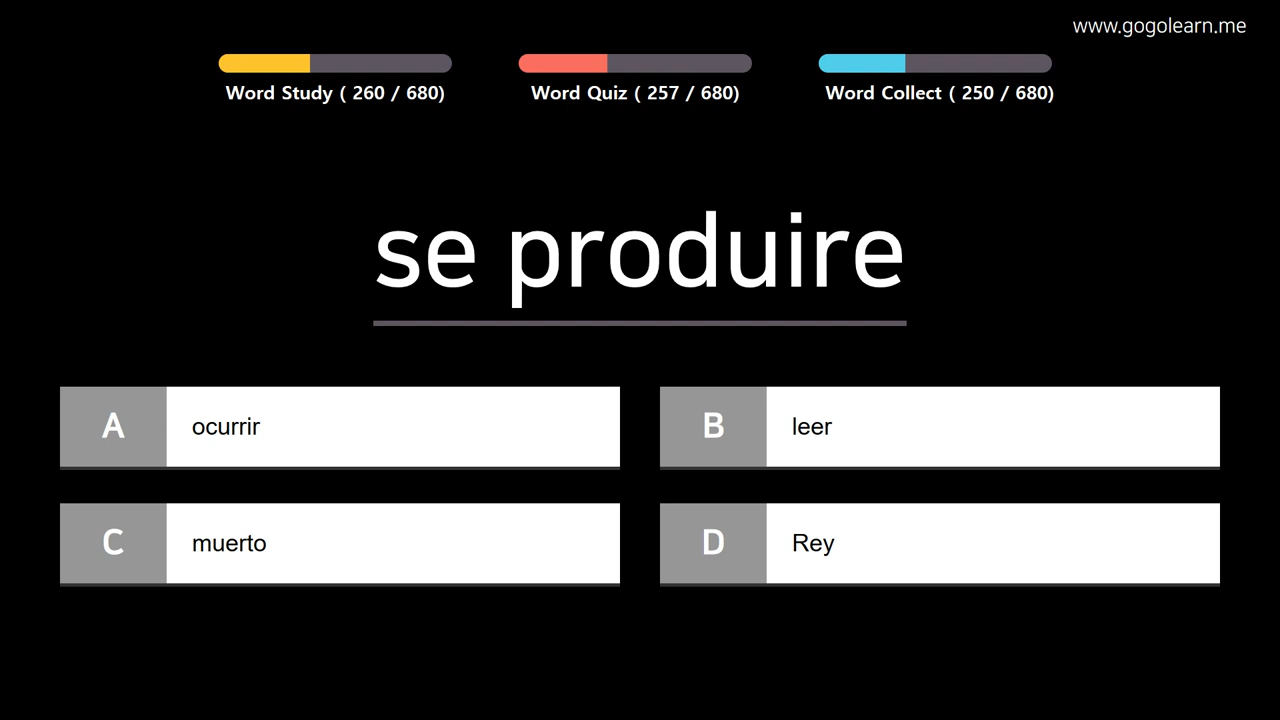 www.gogolearn.me
Word Study ( 260 / 680)
Word Quiz ( 257 / 680)
Word Collect ( 250 / 680)
se produire
A
ocurrir
B
leer
C
muerto
D
Rey